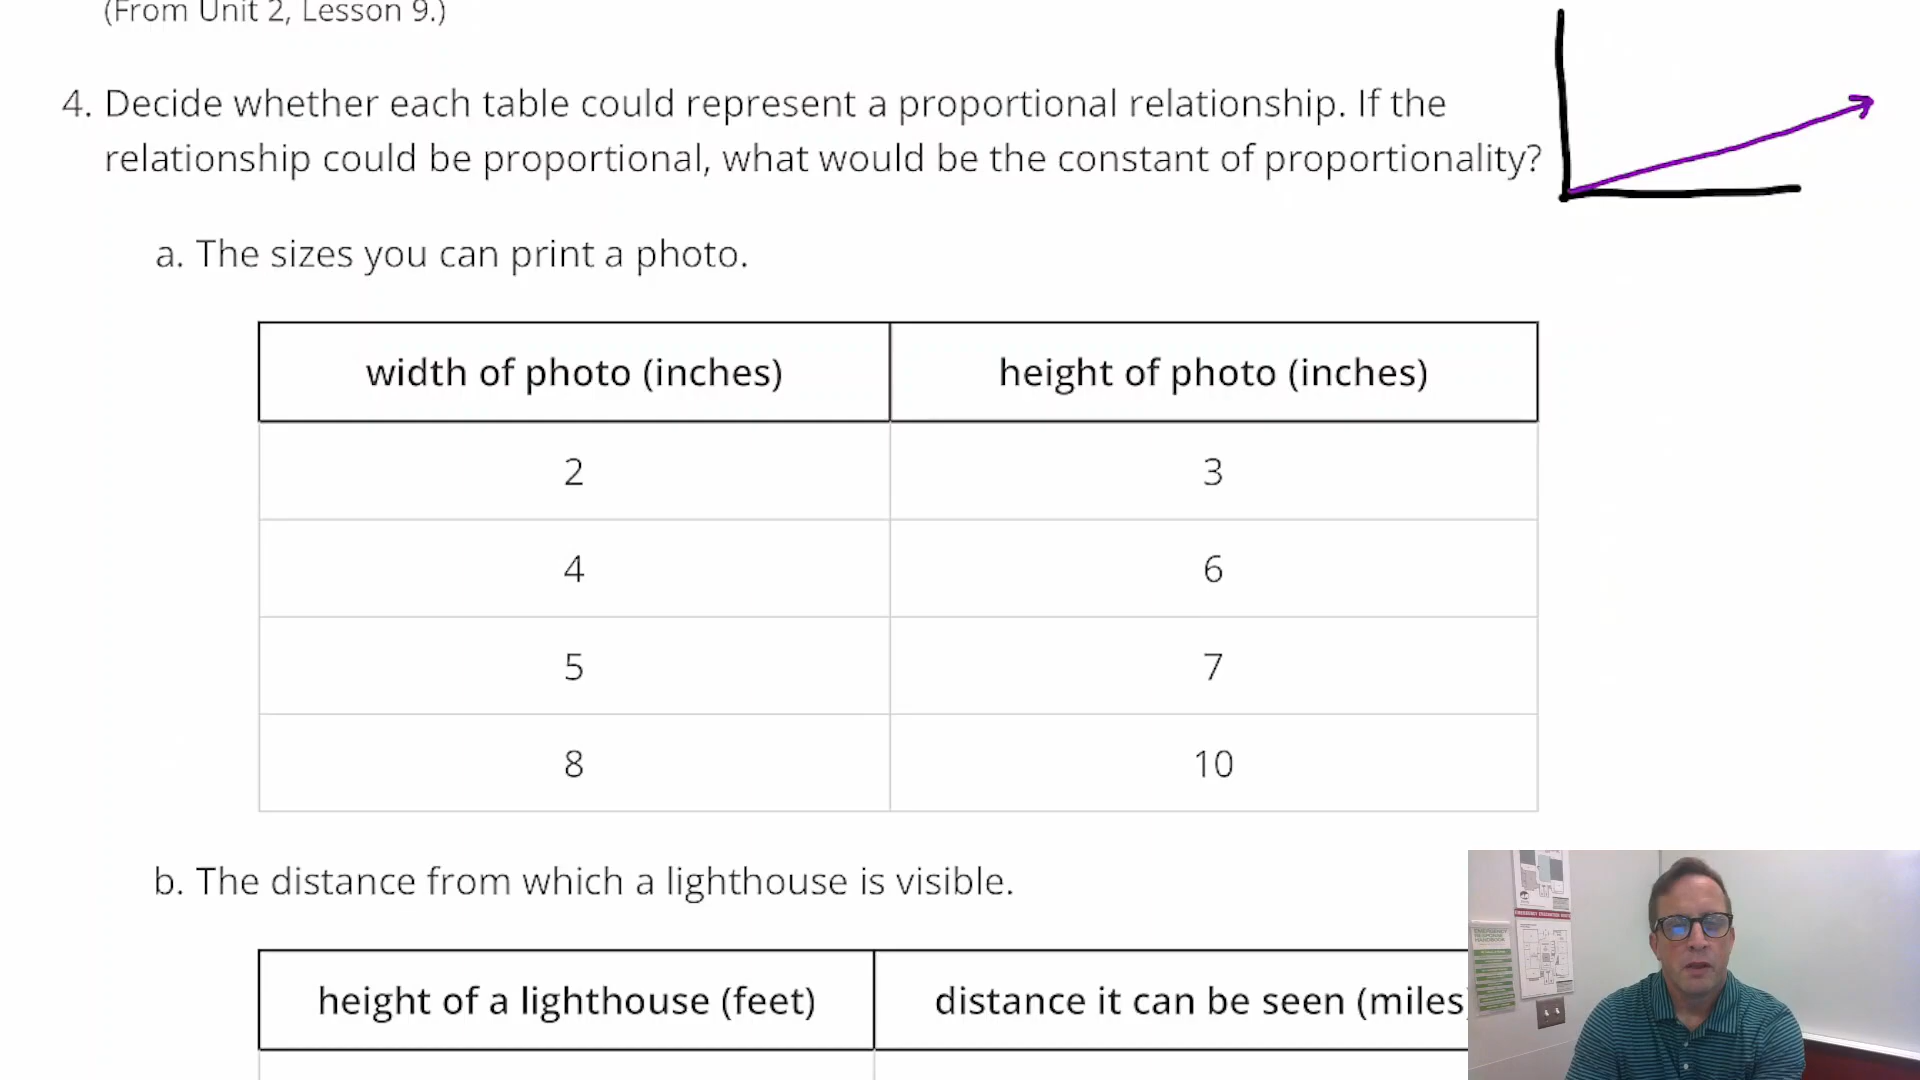 (From Unit 2, Lesson 9.)
4. Decide whether each table could represent a proportional relationship. If the
relationship could be proportional, what would be the constant of proportionality?
a. The sizes you can print a photo.
width of photo (inches) height of photo (inches)
2 3
4 6
5 7
8 10
b. The distance from which a lighthouse is visible.
height of a lighthouse (feet) distance it can be seen (miles